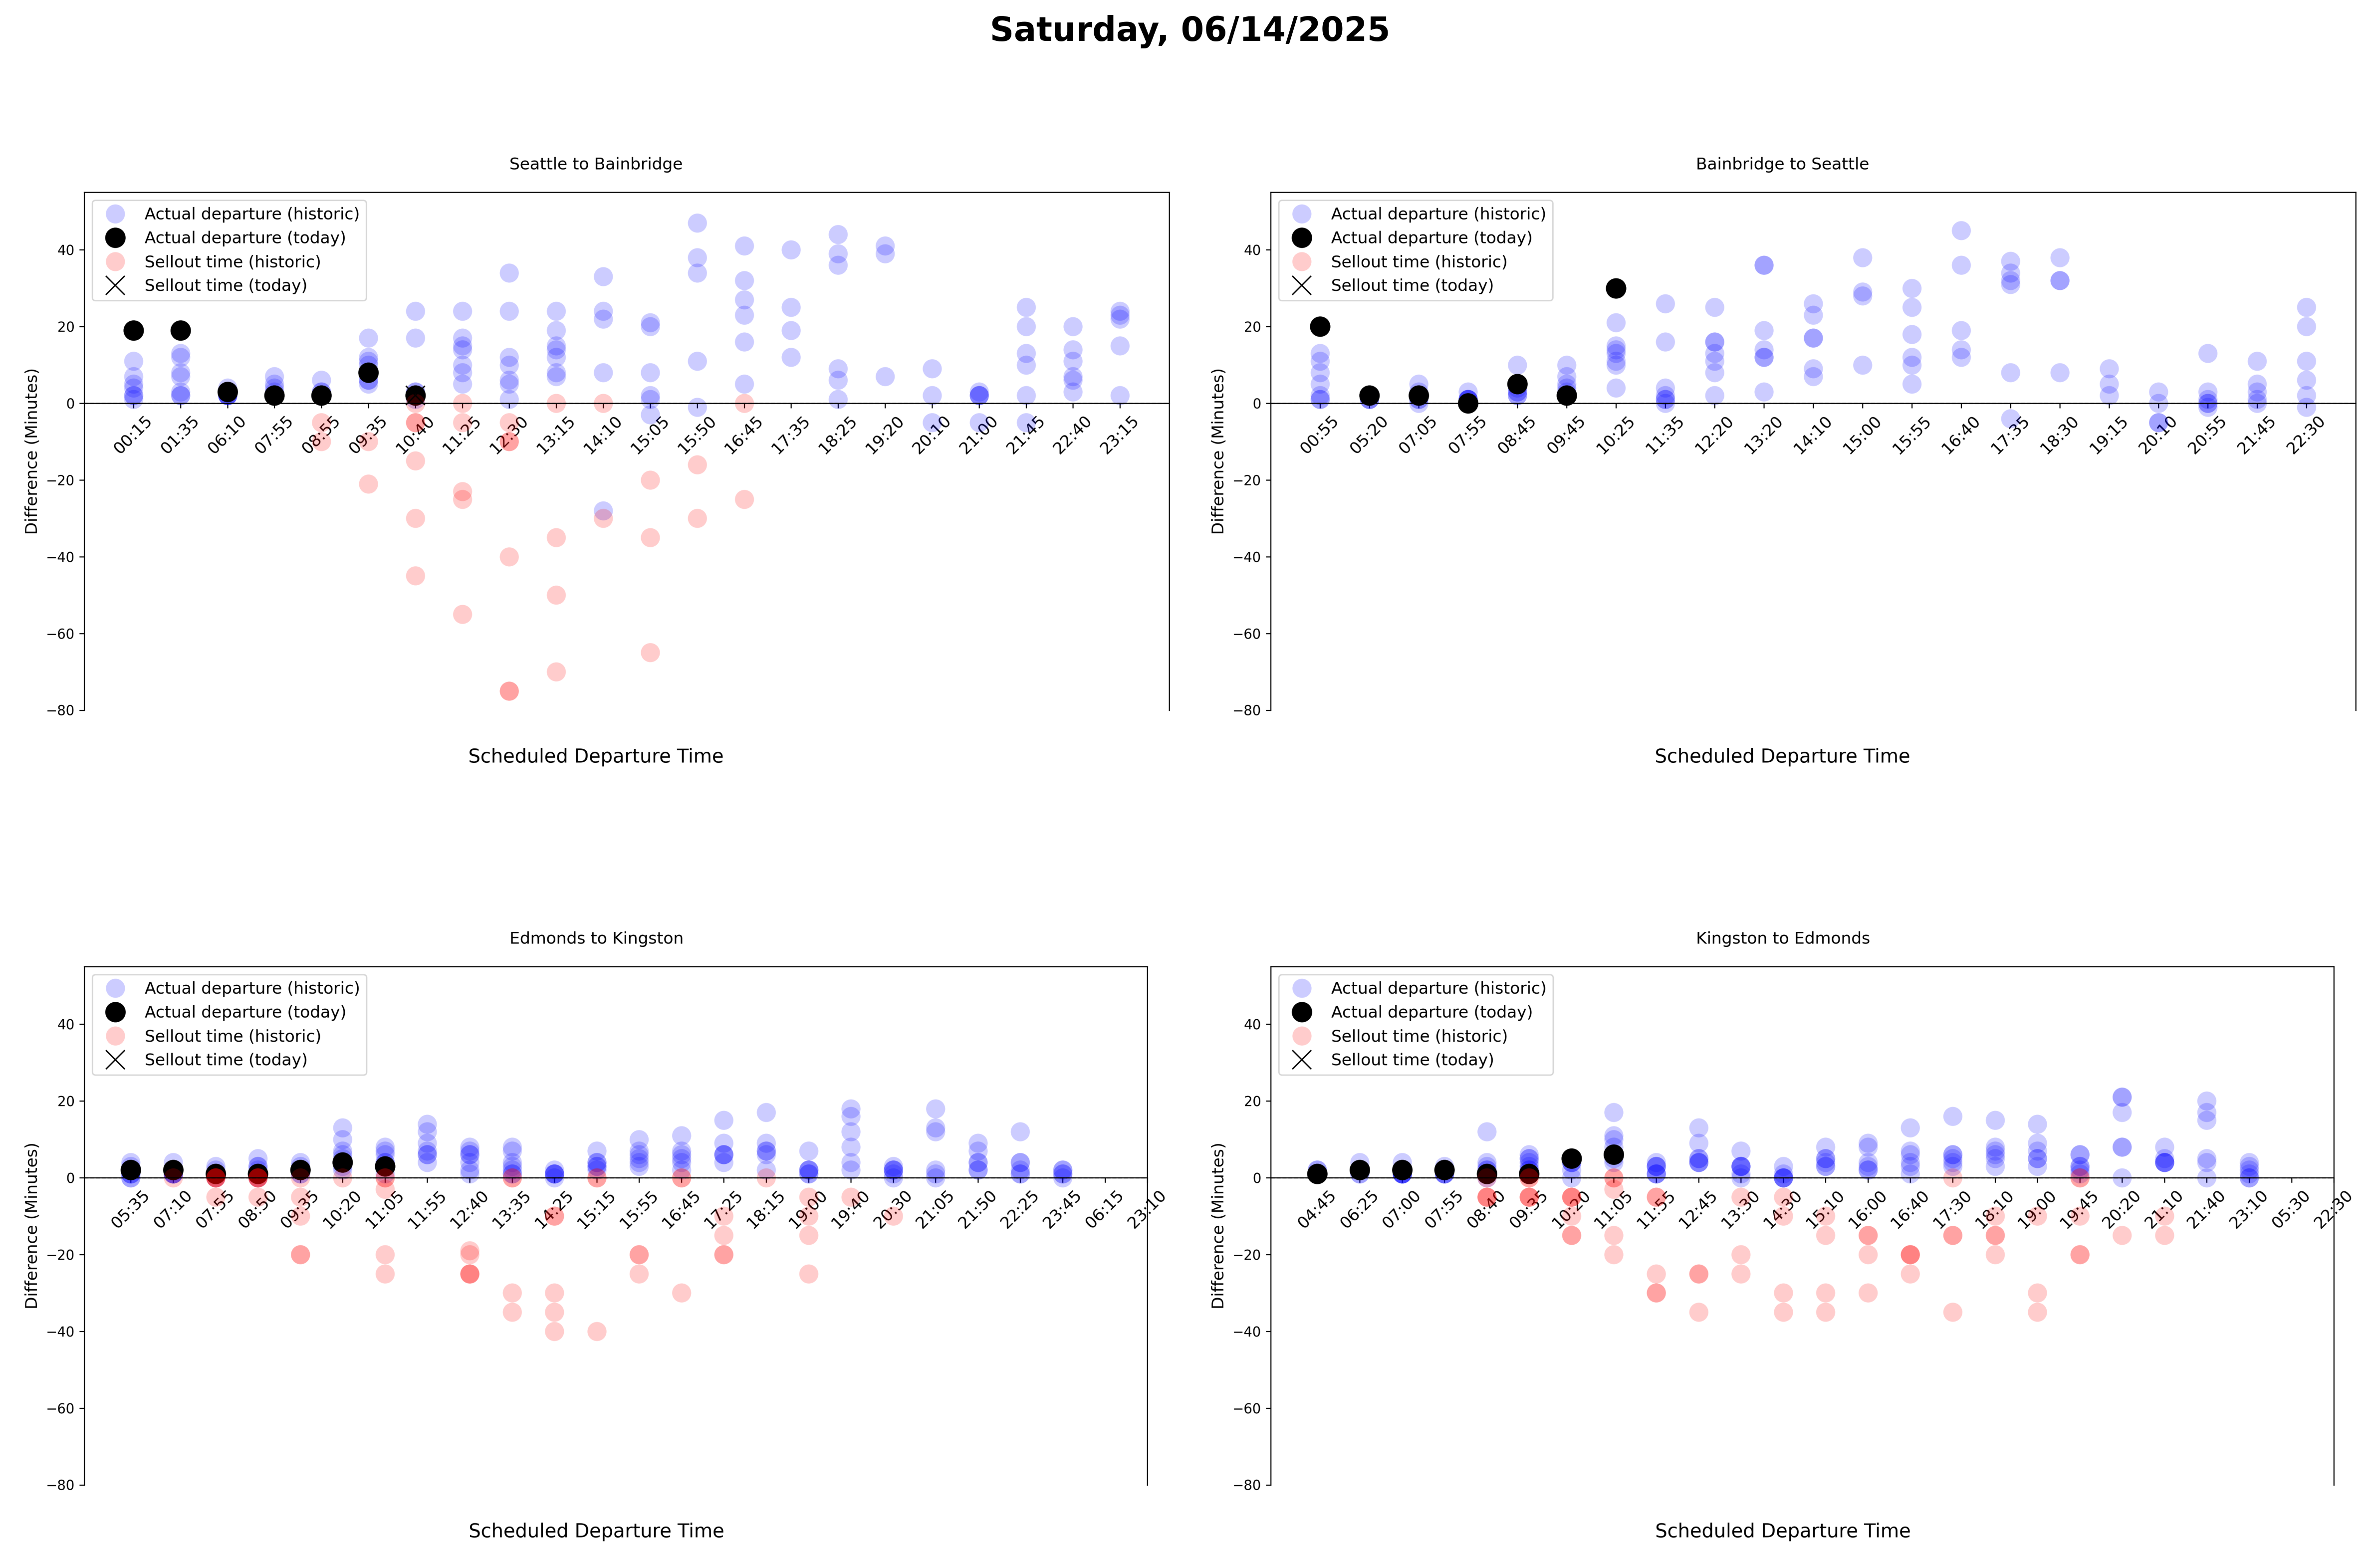 Saturday, 06/14/2025
Seattle to Bainbridge
Actual departure (historic)
Actual departure (today)
Sellout time (historic)
Sellout time (today)
Difference (Minutes)
40
20
0
−20
−40
−60
−80
00:15 01:35 06:10 07:55 08:55 09:35 10:40 11:25 12:30 13:15 14:10 15:05 15:50 16:45 17:35 18:25 19:20 20:10 21:00 21:45 22:40 23:15
Scheduled Departure Time
Bainbridge to Seattle
Actual departure (historic)
Actual departure (today)
Sellout time (historic)
Sellout time (today)
Difference (Minutes)
40
20
0
−20
−40
−60
−80
00:55 05:20 07:05 07:55 08:45 09:45 10:25 11:35 12:20 13:20 14:10 15:00 15:55 16:40 17:35 18:30 19:15 20:10 20:55 21:45 22:30
Scheduled Departure Time
Edmonds to Kingston
Actual departure (historic)
Actual departure (today)
Sellout time (historic)
Sellout time (today)
Difference (Minutes)
40
20
0
−20
−40
−60
−80
05:35 07:10 07:55 08:50 09:35 10:20 11:05 11:55 12:40 13:35 14:25 15:15 15:55 16:45 17:25 18:15 19:00 19:40 20:30 21:05 21:50 22:25 23:45 06:15 23:10
Scheduled Departure Time
Kingston to Edmonds
Actual departure (historic)
Actual departure (today)
Sellout time (historic)
Sellout time (today)
Difference (Minutes)
40
20
0
−20
−40
−60
−80
04:45 06:25 07:00 07:55 08:40 09:35 10:20 11:05 11:55 12:45 13:30 14:30 15:10 16:00 16:40 17:30 18:10 19:00 19:45 20:20 21:10 21:40 23:10 05:30 22:30
Scheduled Departure Time